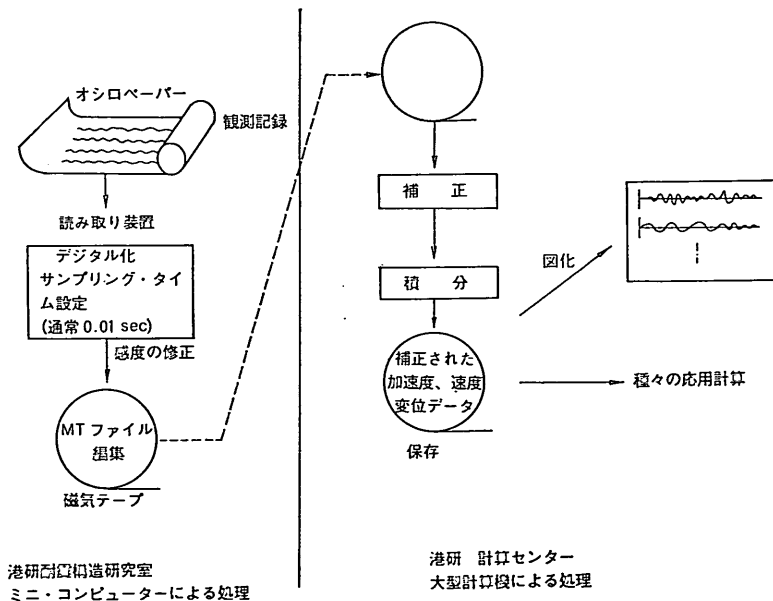 オシロペーパー
観測記録
読み取り装置
デジタル化
サンプリング・タイ
ム設定
(通常 0.01 sec)
感度の修正
MT ファイル
編集
磁気テープ
港研耐震構造研究室
ミニ・コンピューターによる処理
補　正
積　分
補正された
加速度、速度
変位データ
保存
図化
種々の応用計算
港研 計算センター
大型計算機による処理